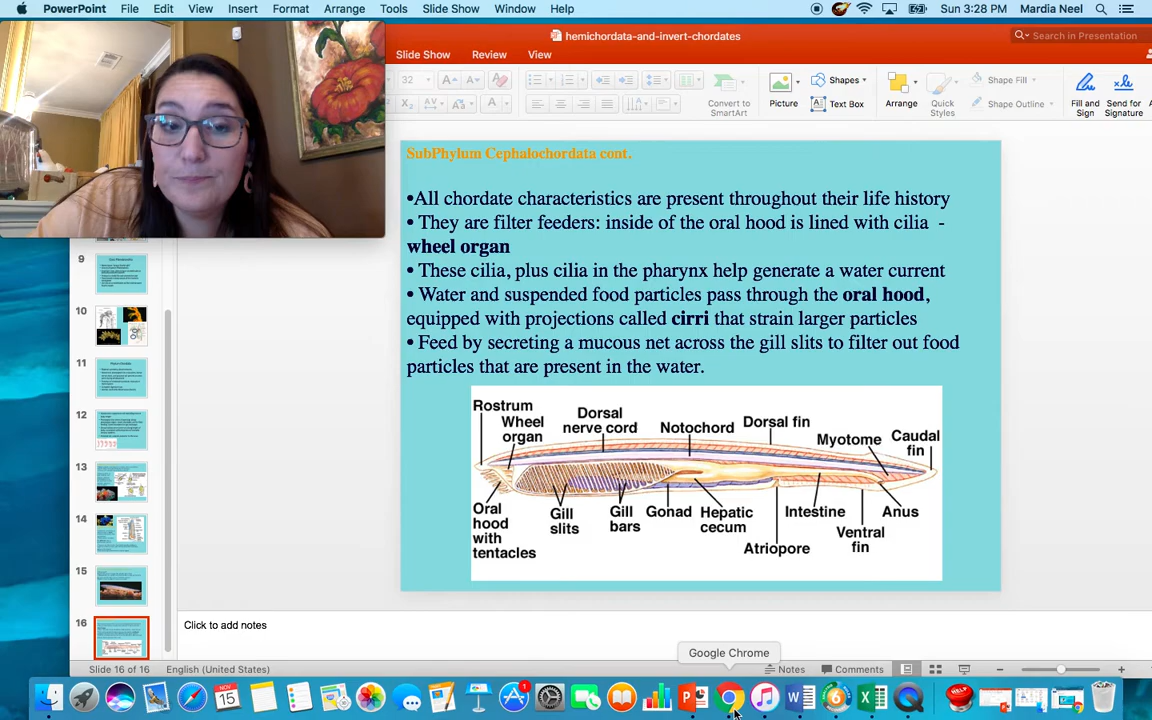 PowerPoint File Edit View Insert Format Arrange Tools Slide Show Window Help Sun 3:28 PM Mardia Neel
hemichordata-and-invert-chordates
Search in Presentation
Slide Show Review View
32
Shapes
Shape Fill
Convert to SmartArt
Picture
Text Box
Arrange
Quick Styles
Shape Outline
Fill and Sign
Send for Signature
SubPhylum Cephalochordata cont.
•All chordate characteristics are present throughout their life history
• They are filter feeders: inside of the oral hood is lined with cilia -
wheel organ
• These cilia, plus cilia in the pharynx help generate a water current
• Water and suspended food particles pass through the oral hood,
equipped with projections called cirri that strain larger particles
• Feed by secreting a mucous net across the gill slits to filter out food
particles that are present in the water.
Rostrum
Wheel
organ
Dorsal
nerve cord
Notochord
Dorsal fin
Myotome
Caudal
fin
Oral
hood
with
tentacles
Gill
slits
Gill
bars
Gonad
Hepatic
cecum
Atriopore
Intestine
Ventral
fin
Anus
9
10
11
12
13
14
15
16
Click to add notes
Google Chrome
Slide 16 of 16 English (United States) Notes Comments
NOV
15
1
6
HELP